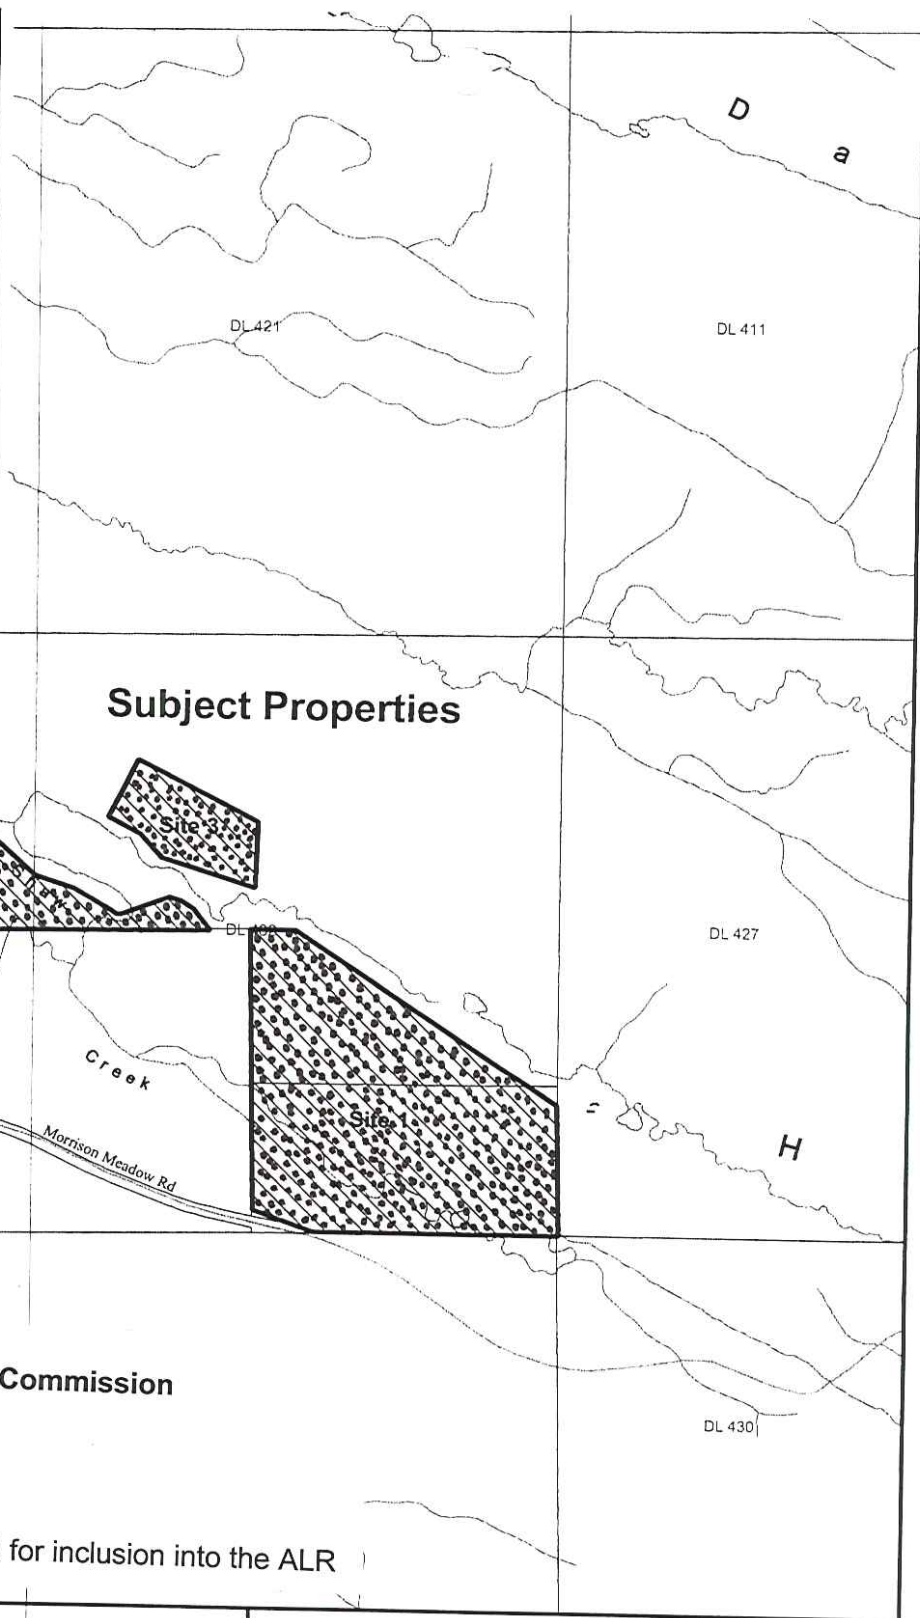 D
a
DL 421
DL 411
Subject Properties
Site 3
DL 427
Creek
Site 1
Morrison Meadow Rd
H
Commission
DL 430
for inclusion into the ALR